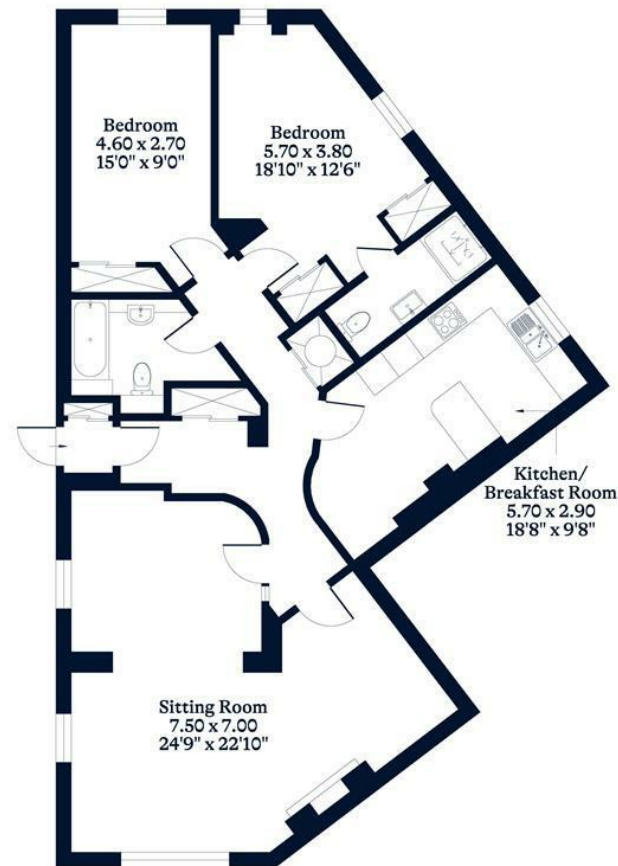 Bedroom
4.60 x 2.70
15'0" x 9'0"
Bedroom
5.70 x 3.80
18'10" x 12'6"
Kitchen/
Breakfast Room
5.70 x 2.90
18'8" x 9'8"
Sitting Room
7.50 x 7.00
24'9" x 22'10"